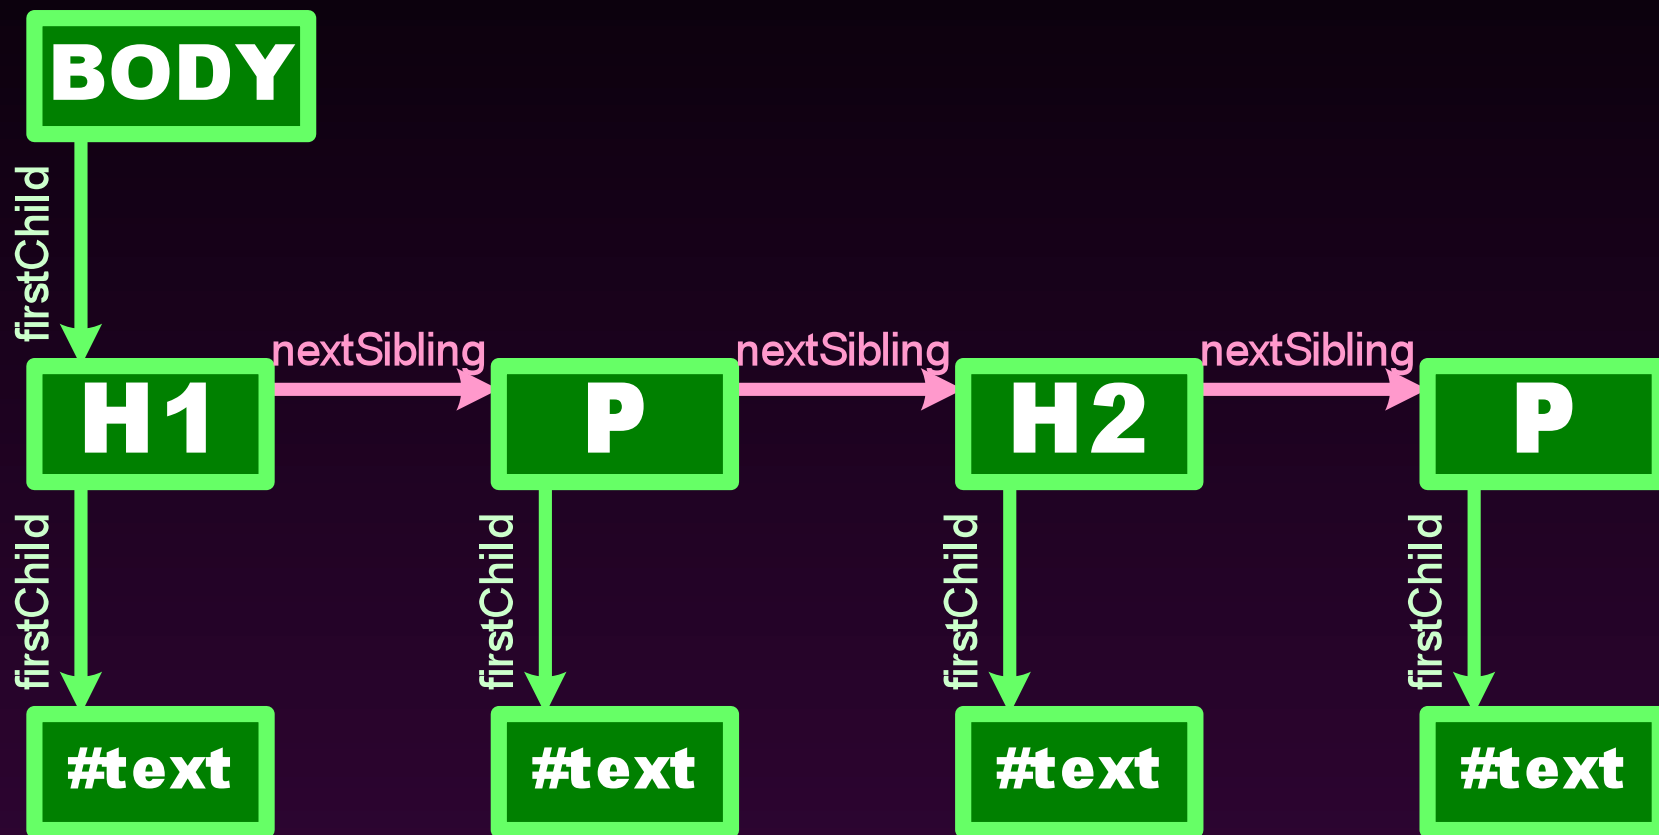 BODY
firstChild
nextSibling
nextSibling
nextSibling
H1
P
H2
P
firstChild
firstChild
firstChild
firstChild
#text
#text
#text
#text